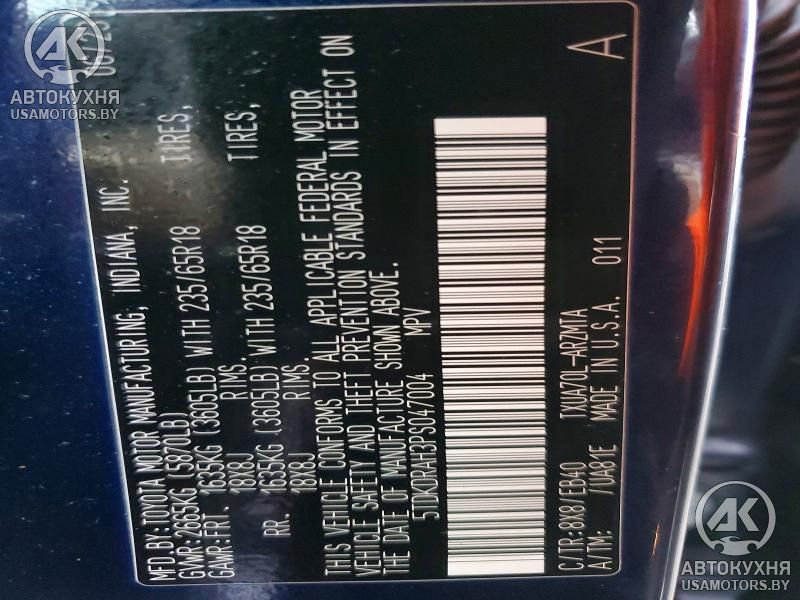 MFD.BY: TOYOTA MOTOR MANUFACTURING, INDIANA, INC.
GVWR: 2665KG (5870LB)
GAWR: FRT. 1635KG (3605LB) WITH 235/65R18 TIRES,
18X8J RIMS.
RR. 1635KG (3605LB) WITH 235/65R18 TIRES,
18X8J RIMS.
THIS VEHICLE CONFORMS TO ALL APPLICABLE FEDERAL MOTOR
VEHICLE SAFETY AND THEFT PREVENTION STANDARDS IN EFFECT ON
THE DATE OF MANUFACTURE SHOWN ABOVE.
MPV
C/TR: 8X8/EB40 TXUA70L-ARZMTA
A/TM: /UA81E MADE IN U.S.A. 011
A
АВТОКУХНЯ
USAMOTORS.BY
АВТОКУХНЯ
USAMOTORS.BY